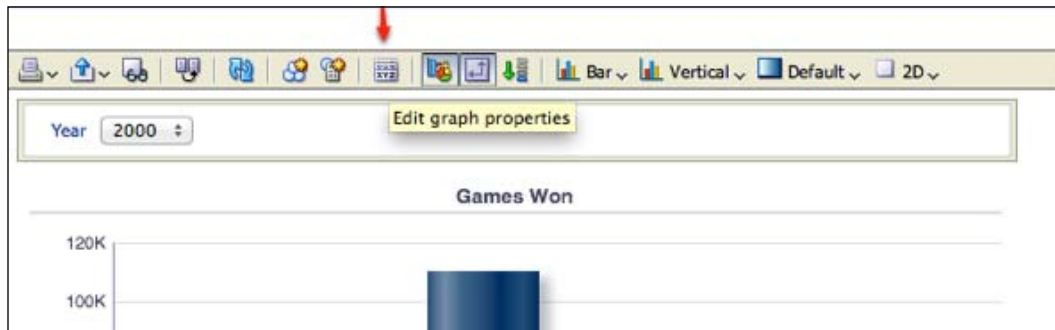 Bar Vertical Default 2D
Edit graph properties
Year 2000
Games Won
120K
100K